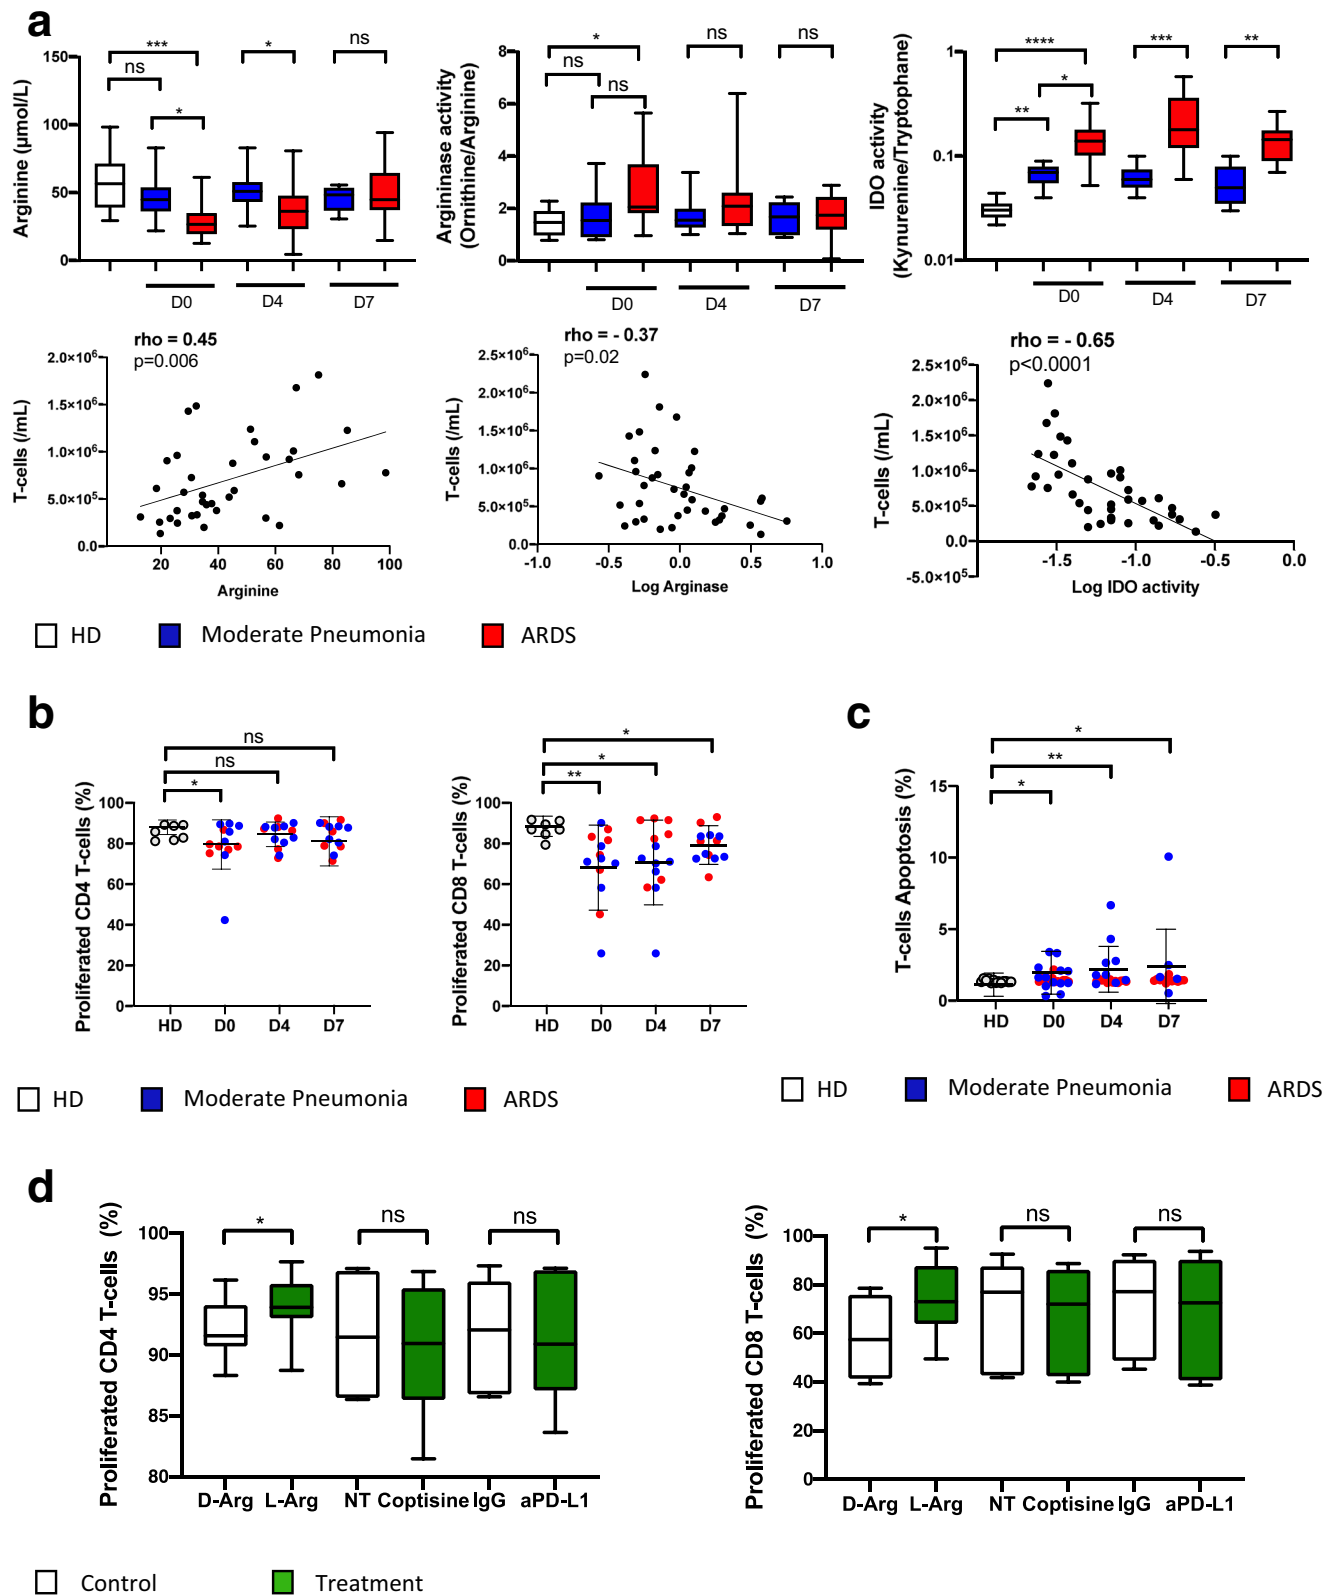 a
Arginine (µmol/L)
150
100
50
0
***
ns
*
*
ns
D0
D4
D7
Arginase activity
(Ornithine/Arginine)
8
6
4
2
0
*
ns
ns
ns
ns
D0
D4
D7
IDO activity
(Kynurenine/Tryptophane)
1
0.1
0.01
****
*
**
***
**
D0
D4
D7
rho = 0.45
p=0.006
T-cells (/mL)
2.0×10⁶
1.5×10⁶
1.0×10⁶
5.0×10⁵
0.0
20 40 60 80 100
Arginine
rho = - 0.37
p=0.02
T-cells (/mL)
2.5×10⁶
2.0×10⁶
1.5×10⁶
1.0×10⁶
5.0×10⁵
0.0
-1.0 -0.5 0.0 0.5 1.0
Log Arginase
rho = - 0.65
p<0.0001
T-cells (/mL)
2.5×10⁶
2.0×10⁶
1.5×10⁶
1.0×10⁶
5.0×10⁵
0.0
-5.0×10⁵
-1.5 -1.0 -0.5 0.0
Log IDO activity
HD Moderate Pneumonia ARDS
b
Proliferated CD4 T-cells (%)
100
80
60
40
20
0
ns
ns
*
HD D0 D4 D7
Proliferated CD8 T-cells (%)
100
80
60
40
20
0
*
*
**
HD D0 D4 D7
HD Moderate Pneumonia ARDS
c
T-cells Apoptosis (%)
15
10
5
0
*
**
*
HD D0 D4 D7
HD Moderate Pneumonia ARDS
d
Proliferated CD4 T-cells (%)
100
95
90
85
80
* ns ns
D-Arg L-Arg NT Coptisine IgG aPD-L1
Proliferated CD8 T-cells (%)
100
80
60
40
20
0
* ns ns
D-Arg L-Arg NT Coptisine IgG aPD-L1
Control Treatment